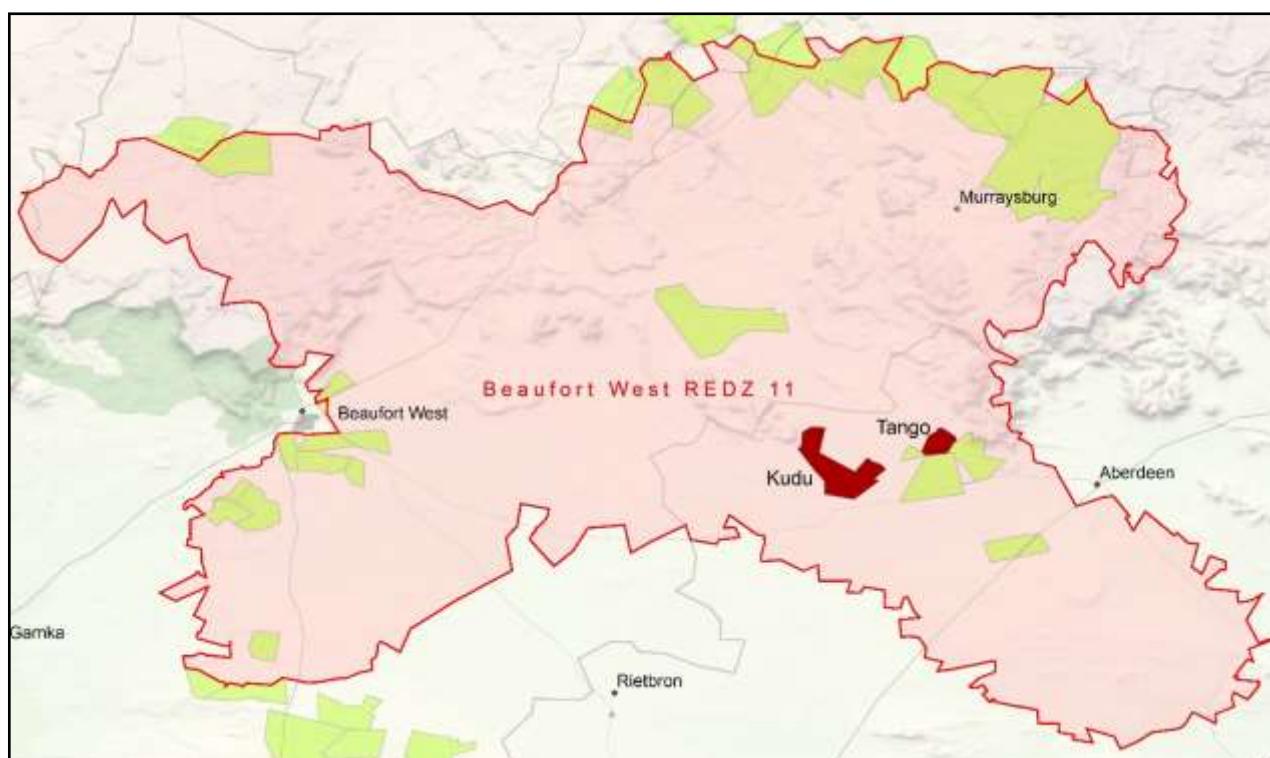 Murraysburg
Beaufort West REDZ 11
Beaufort West
Tango
Kudu
Aberdeen
Gamka
Rietbron